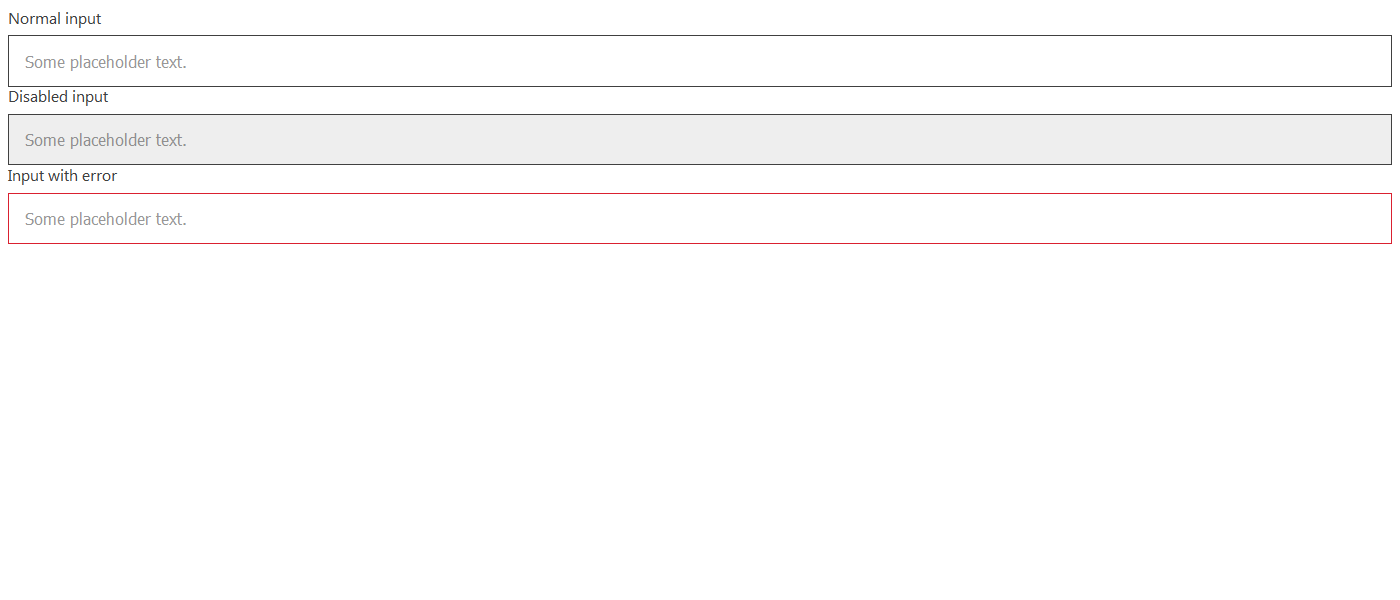 Normal input
Some placeholder text.
Disabled input
Some placeholder text.
Input with error
Some placeholder text.